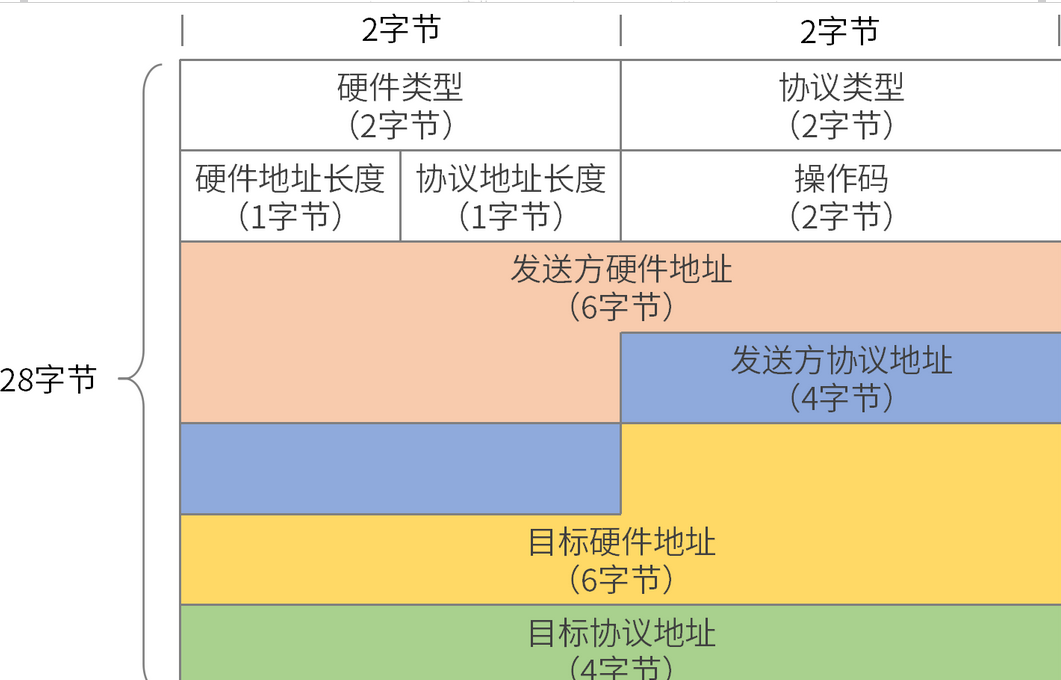 2字节
2字节
硬件类型
（2字节）
协议类型
（2字节）
硬件地址长度
（1字节）
协议地址长度
（1字节）
操作码
（2字节）
发送方硬件地址
（6字节）
发送方协议地址
（4字节）
28字节
目标硬件地址
（6字节）
目标协议地址
（4字节）